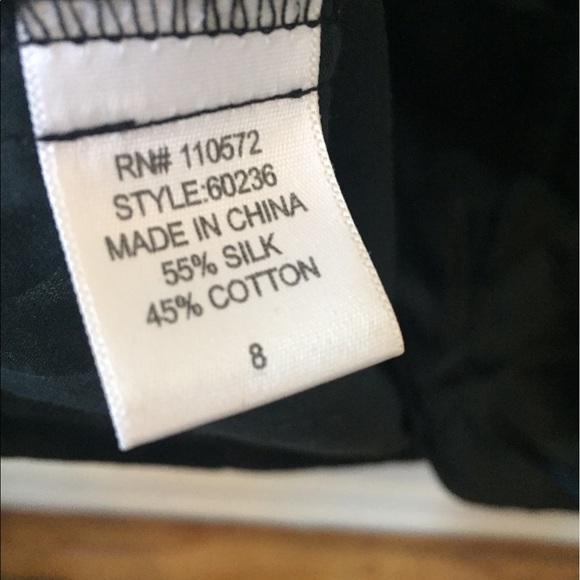 RN# 110572
STYLE:60236
MADE IN CHINA
55% SILK
45% COTTON
8